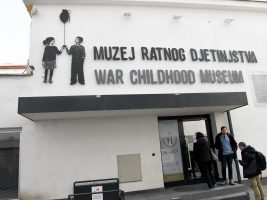 MUZEJ RATNOG DJETINJSTVA
WAR CHILDHOOD MUSEUM